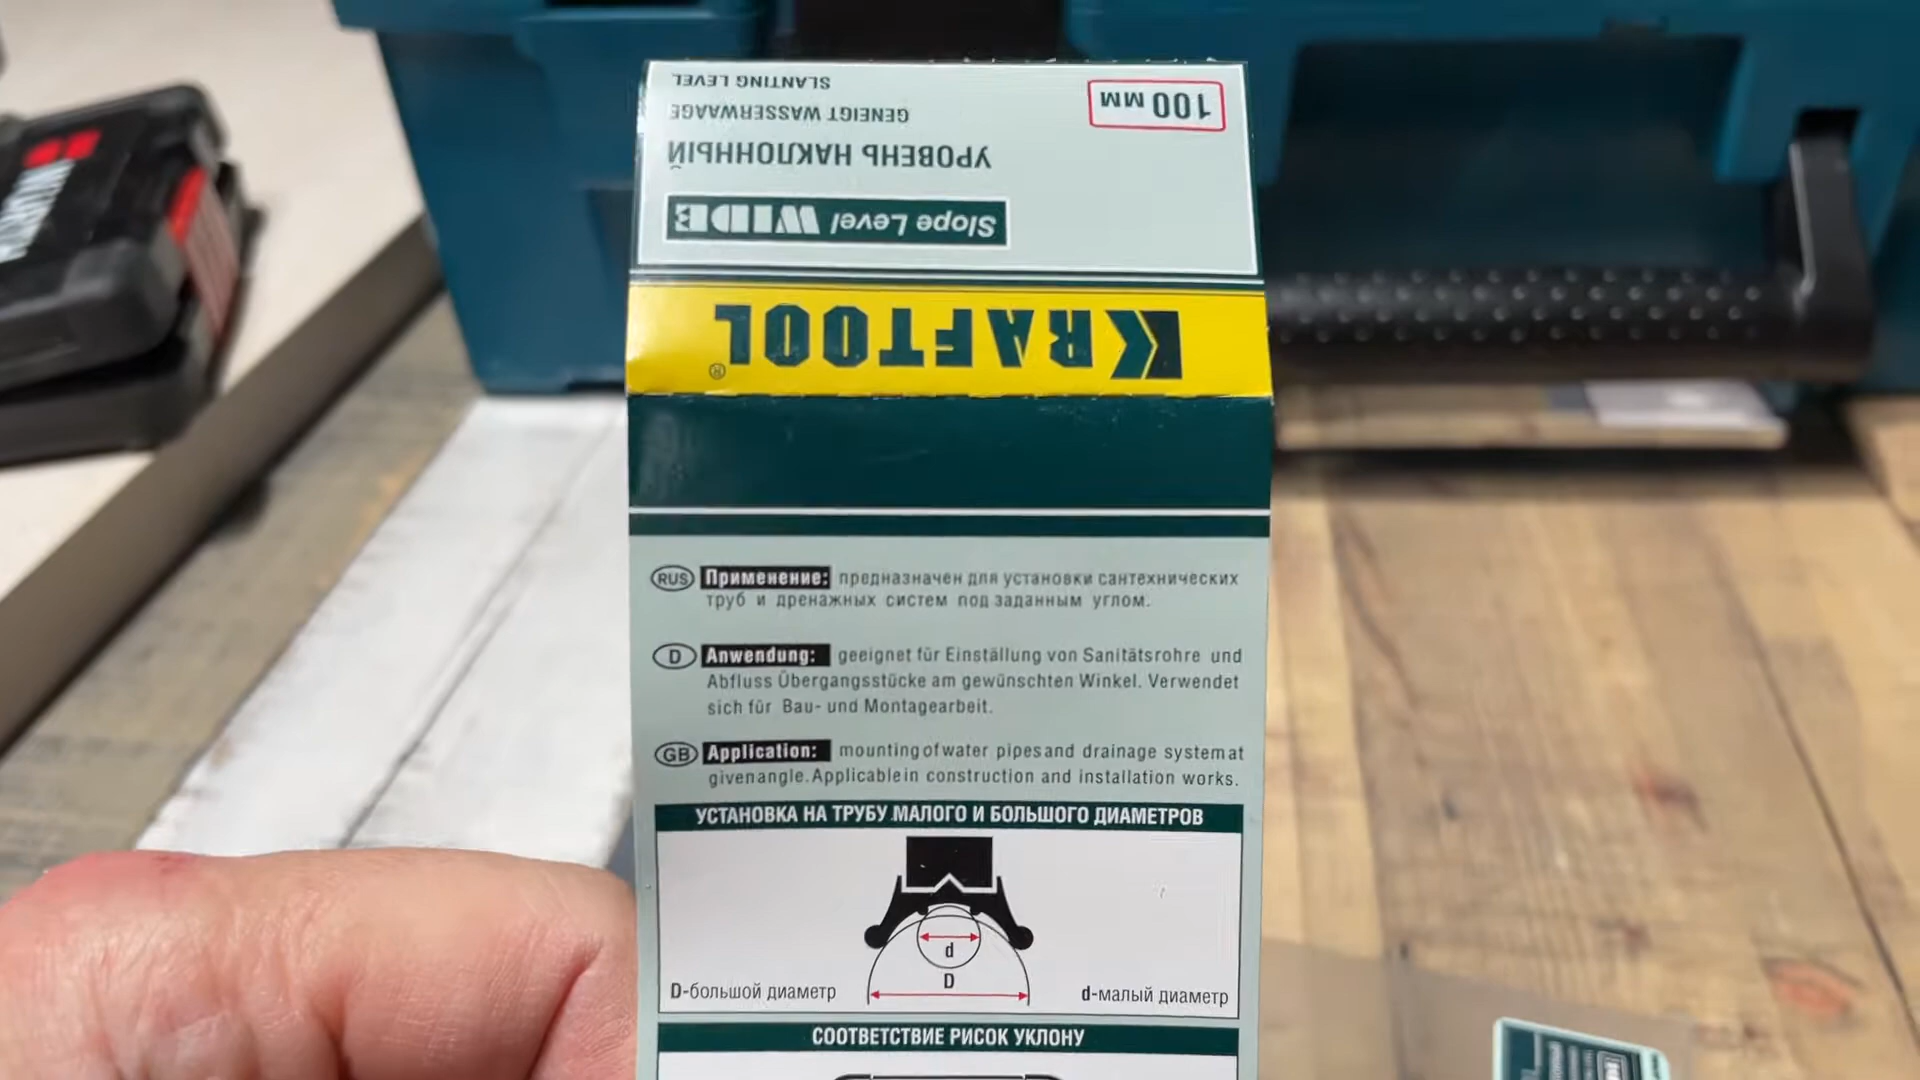 SLANTING LEVEL
GENEIGT WASSERWAAGE
УРОВЕНЬ НАКЛОННЫЙ
100 мм
Slope Level WIDE
KRAFTOOL®
RUS Применение: предназначен для установки сантехнических
труб и дренажных систем под заданным углом.
D Anwendung: geeignet für Einställung von Sanitätsrohre und
Abfluss Übergangsstücke am gewünschten Winkel. Verwendet
sich für Bau- und Montagearbeit.
GB Application: mounting of water pipes and drainage system at
given angle. Applicable in construction and installation works.
УСТАНОВКА НА ТРУБУ МАЛОГО И БОЛЬШОГО ДИАМЕТРОВ
d
D
D-большой диаметр
d-малый диаметр
СООТВЕТСТВИЕ РИСОК УКЛОНУ